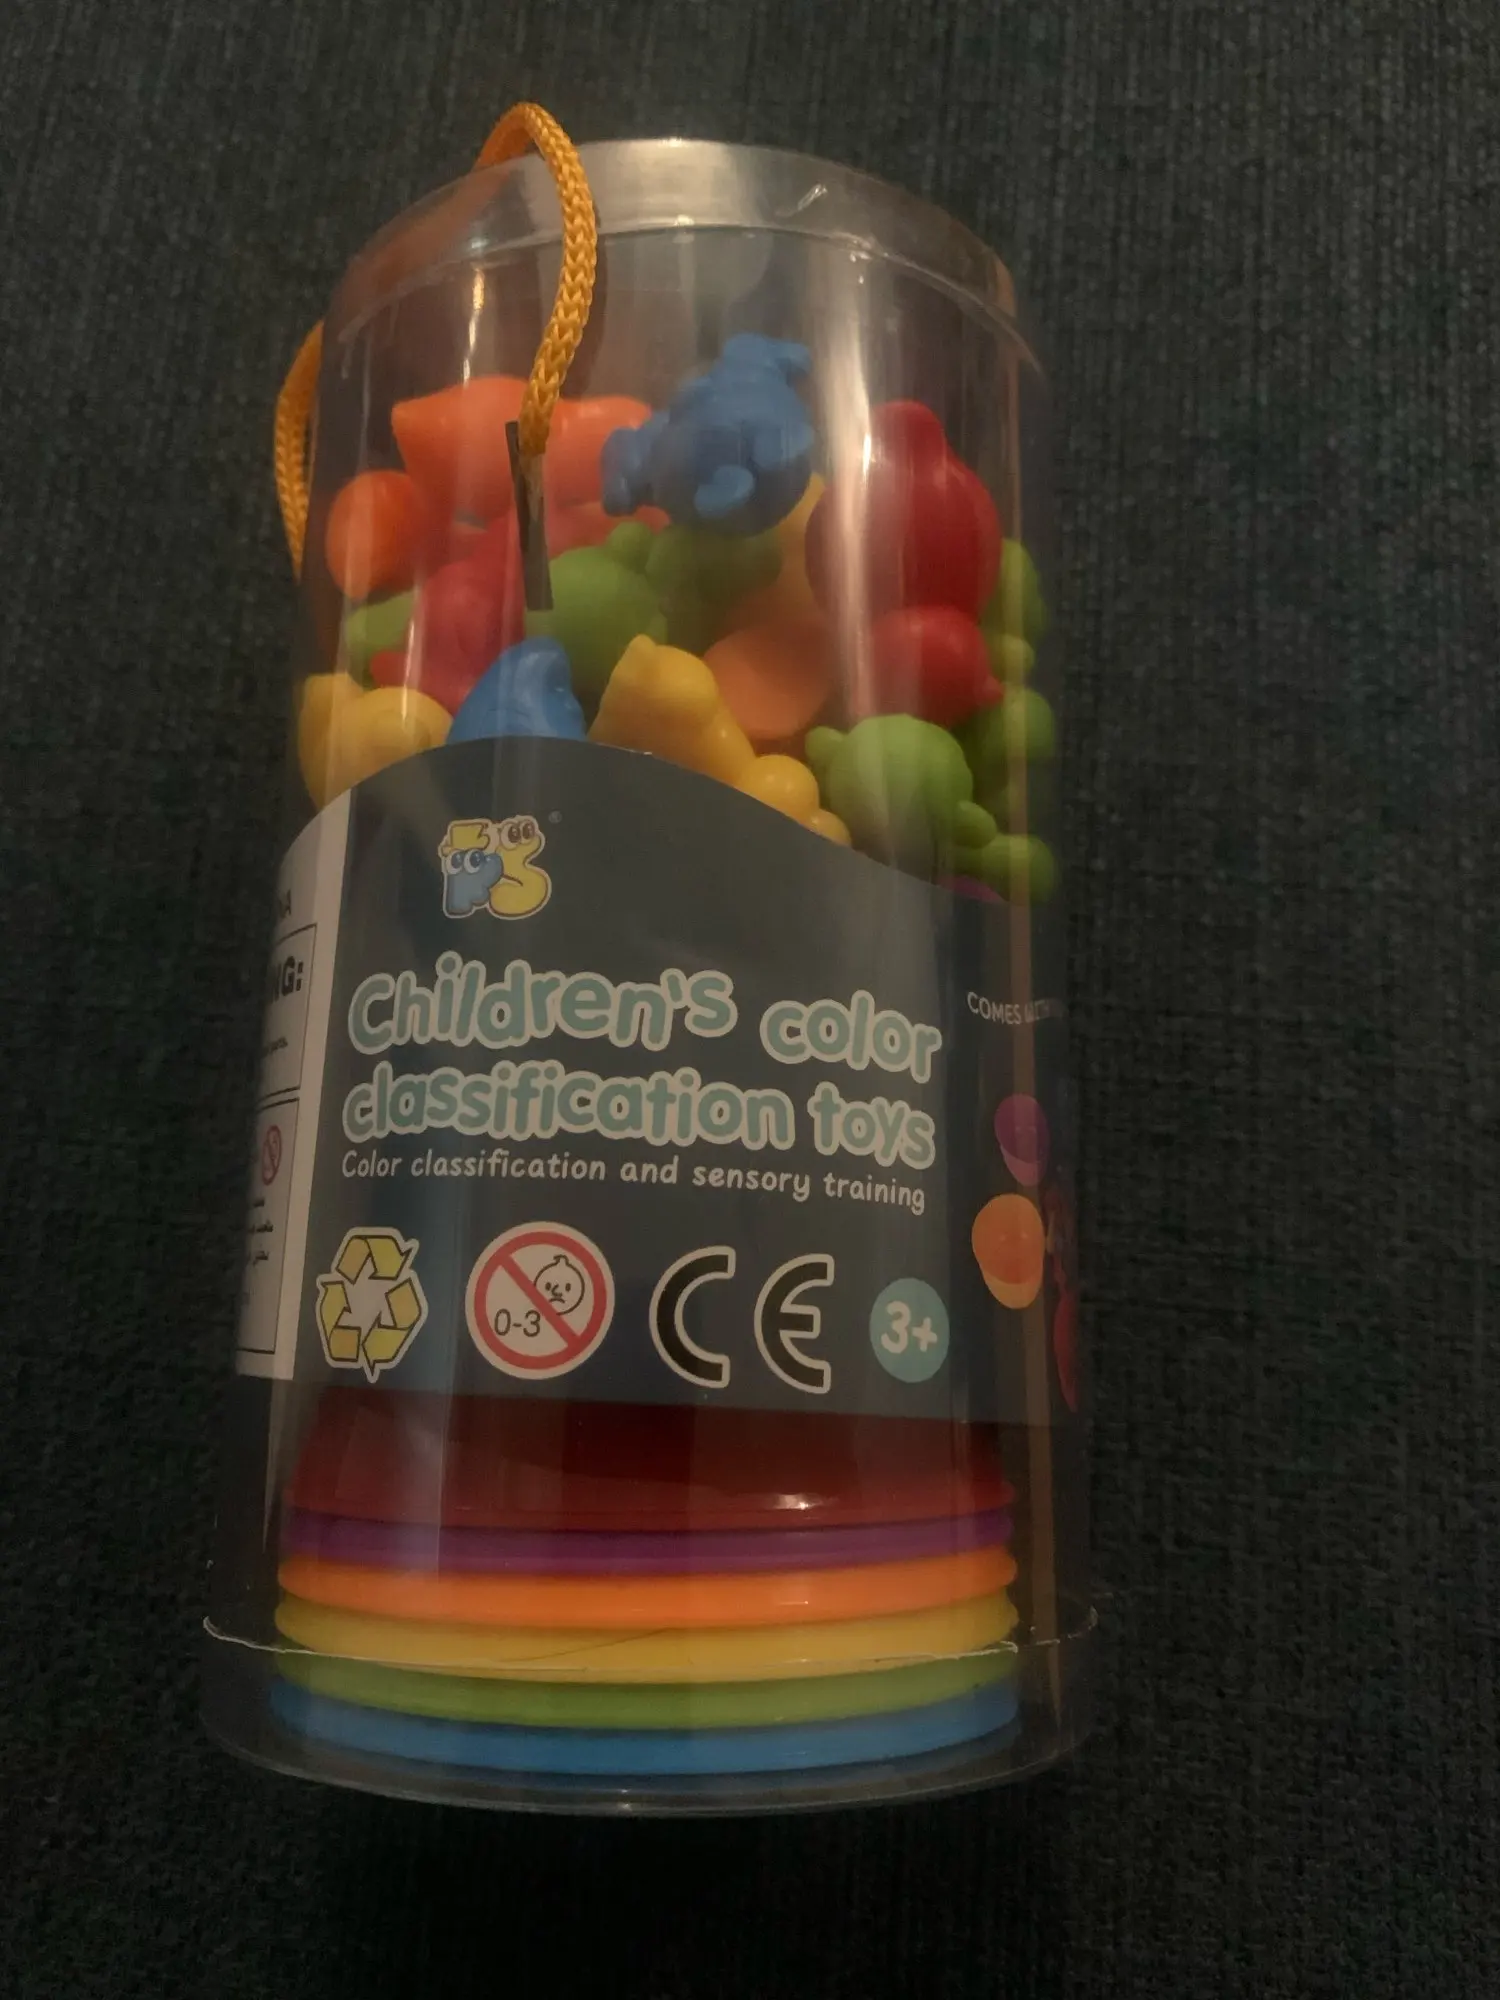 ®
Children's color
classification toys
Color classification and sensory training
0-3
CE
3+
COMES